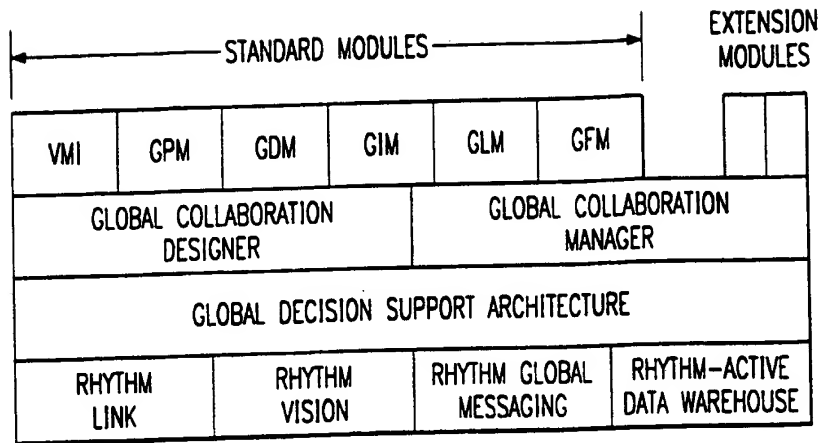 STANDARD MODULES
EXTENSION
MODULES
VMI GPM GDM GIM GLM GFM
GLOBAL COLLABORATION
DESIGNER
GLOBAL COLLABORATION
MANAGER
GLOBAL DECISION SUPPORT ARCHITECTURE
RHYTHM
LINK
RHYTHM
VISION
RHYTHM GLOBAL
MESSAGING
RHYTHM-ACTIVE
DATA WAREHOUSE